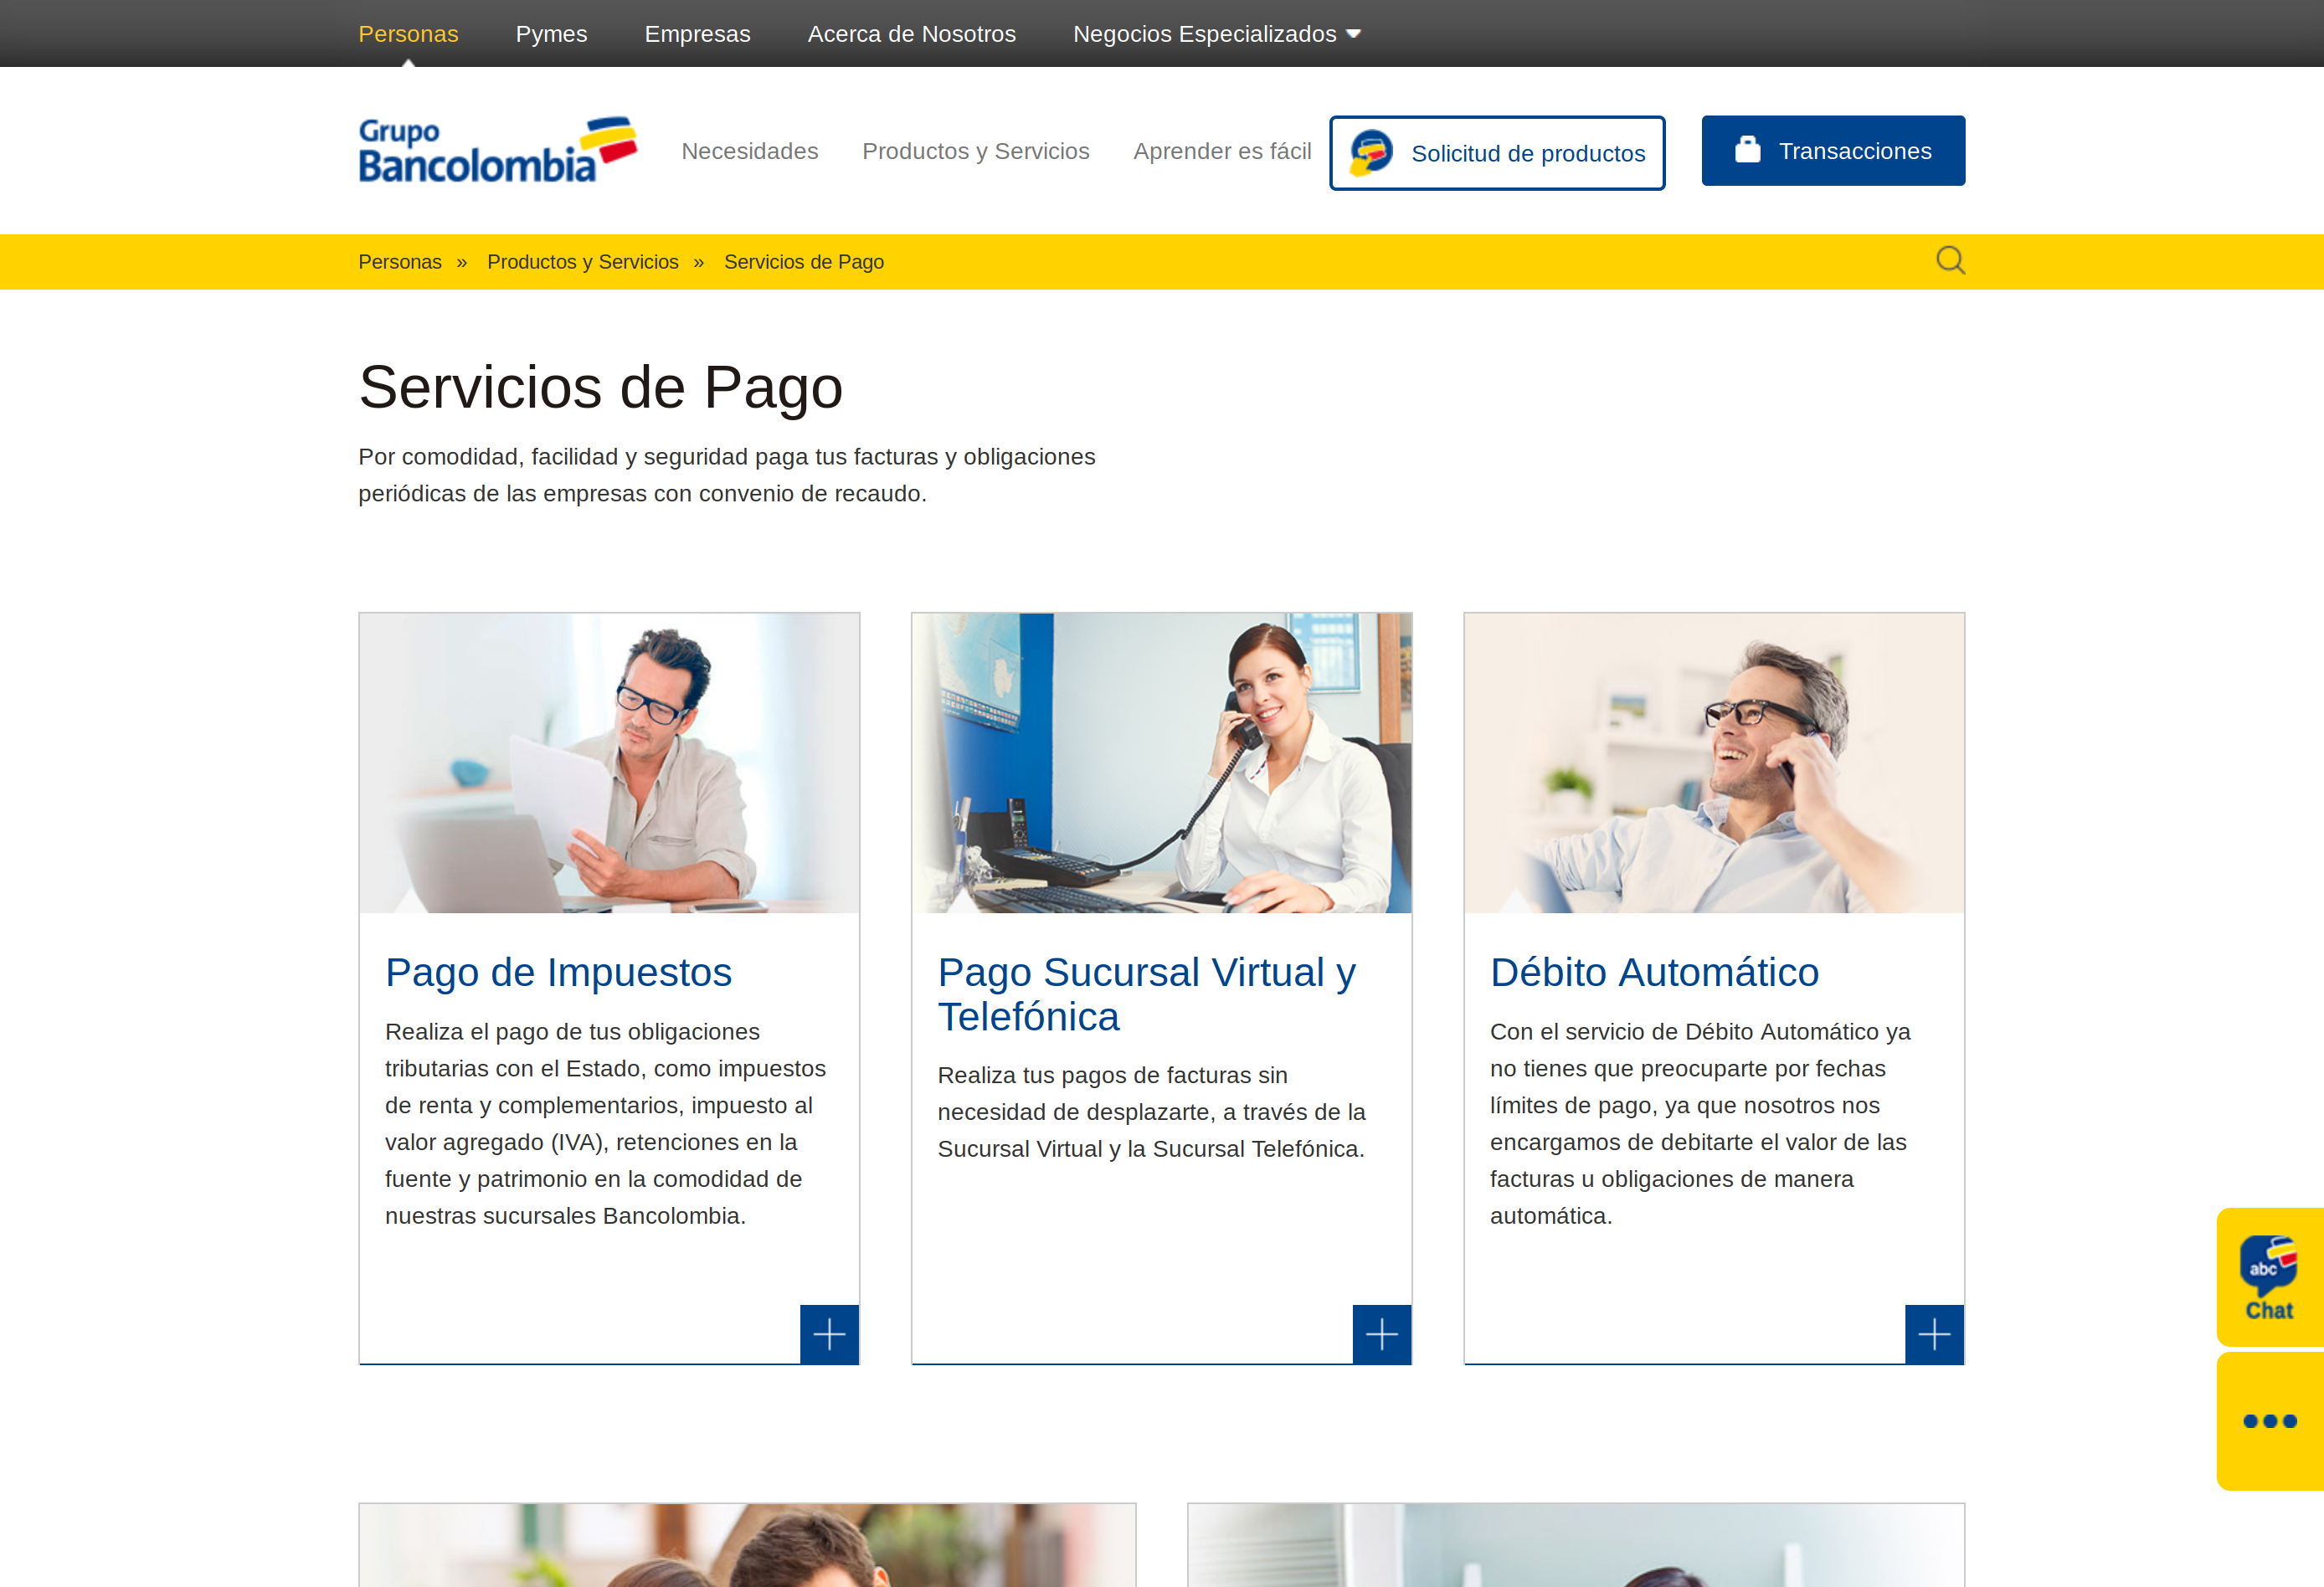 Personas Pymes Empresas Acerca de Nosotros Negocios Especializados
Grupo
Bancolombia
Necesidades Productos y Servicios Aprender es fácil Solicitud de productos Transacciones
Personas » Productos y Servicios » Servicios de Pago
Servicios de Pago
Por comodidad, facilidad y seguridad paga tus facturas y obligaciones
periódicas de las empresas con convenio de recaudo.
Pago de Impuestos
Realiza el pago de tus obligaciones
tributarias con el Estado, como impuestos
de renta y complementarios, impuesto al
valor agregado (IVA), retenciones en la
fuente y patrimonio en la comodidad de
nuestras sucursales Bancolombia.
Pago Sucursal Virtual y
Telefónica
Realiza tus pagos de facturas sin
necesidad de desplazarte, a través de la
Sucursal Virtual y la Sucursal Telefónica.
Débito Automático
Con el servicio de Débito Automático ya
no tienes que preocuparte por fechas
límites de pago, ya que nosotros nos
encargamos de debitarte el valor de las
facturas u obligaciones de manera
automática.
abc
Chat